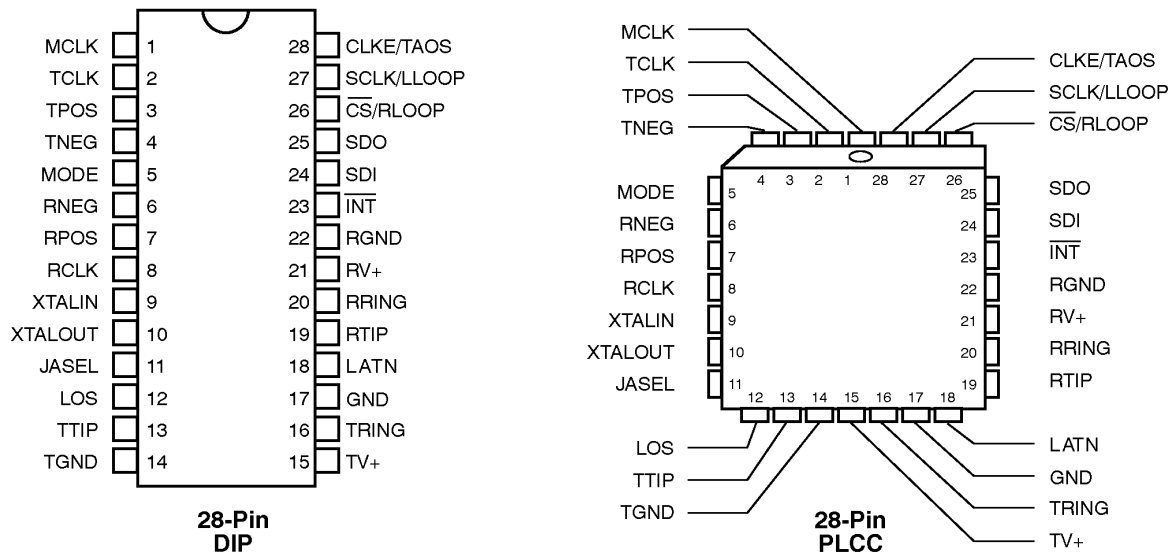 MCLK 1 28 CLKE/TAOS
TCLK 2 27 SCLK/LLOOP
TPOS 3 26 C̅S̅/RLOOP
TNEG 4 25 SDO
MODE 5 24 SDI
RNEG 6 23 I̅N̅T̅
RPOS 7 22 RGND
RCLK 8 21 RV+
XTALIN 9 20 RRING
XTALOUT 10 19 RTIP
JASEL 11 18 LATN
LOS 12 17 GND
TTIP 13 16 TRING
TGND 14 15 TV+
28-Pin
DIP
MCLK
TCLK CLKE/TAOS
TPOS SCLK/LLOOP
TNEG C̅S̅/RLOOP
4 3 2 1 28 27 26
MODE 5 25 SDO
RNEG 6 24 SDI
RPOS 7 23 I̅N̅T̅
RCLK 8 22 RGND
XTALIN 9 21 RV+
XTALOUT 10 20 RRING
JASEL 11 19 RTIP
12 13 14 15 16 17 18
LOS LATN
TTIP GND
TGND TRING
TV+
28-Pin
PLCC